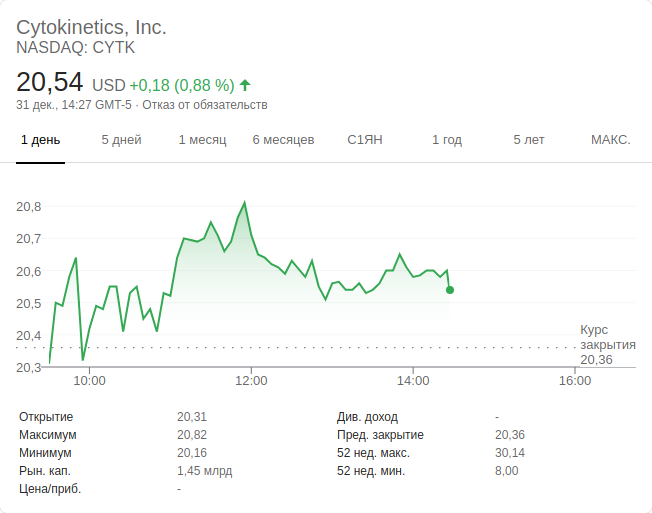 Cytokinetics, Inc.
NASDAQ: CYTK
20,54 USD +0,18 (0,88 %)
31 дек., 14:27 GMT-5 · Отказ от обязательств
1 день 5 дней 1 месяц 6 месяцев С1ЯН 1 год 5 лет МАКС.
20,8
20,7
20,6
20,5
20,4
20,3
Курс
закрытия
20,36
10:00 12:00 14:00 16:00
Открытие 20,31 Див. доход -
Максимум 20,82 Пред. закрытие 20,36
Минимум 20,16 52 нед. макс. 30,14
Рын. кап. 1,45 млрд 52 нед. мин. 8,00
Цена/приб. -